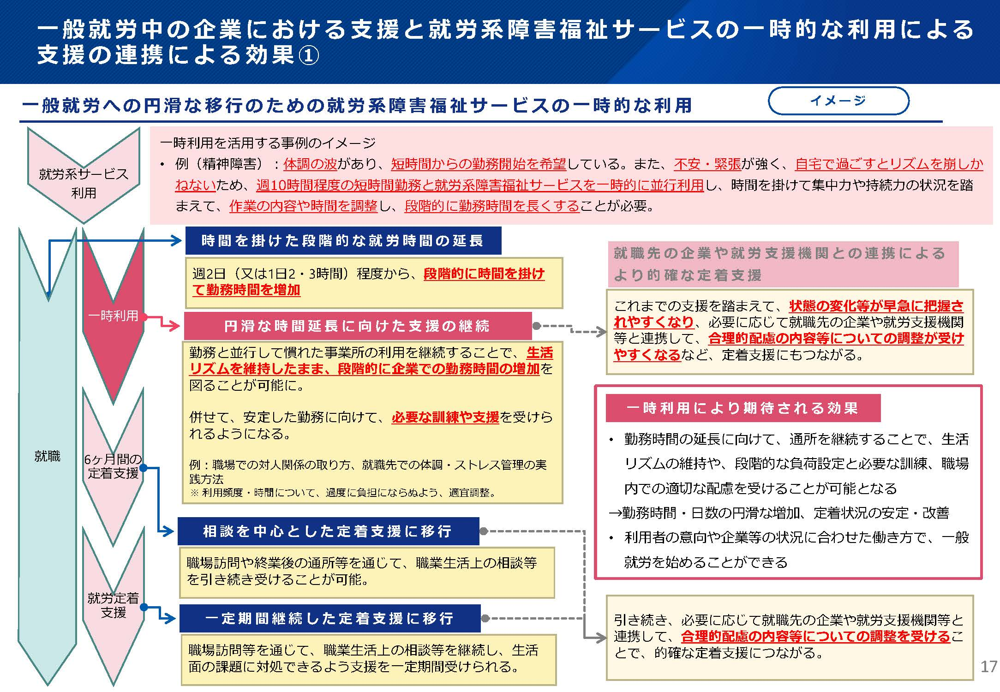 一般就労中の企業における支援と就労系障害福祉サービスの一時的な利用による
支援の連携による効果①
一般就労への円滑な移行のための就労系障害福祉サービスの一時的な利用
イメージ
就労系サービス
利用
一時利用を活用する事例のイメージ
• 例（精神障害）：体調の波があり、短時間からの勤務開始を希望している。また、不安・緊張が強く、自宅で過ごすとリズムを崩しか
ねないため、週10時間程度の短時間勤務と就労系障害福祉サービスを一時的に並行利用し、時間を掛けて集中力や持続力の状況を踏
まえて、作業の内容や時間を調整し、段階的に勤務時間を長くすることが必要。
就職
一時利用
6ヶ月間の
定着支援
就労定着
支援
時間を掛けた段階的な就労時間の延長
週2日（又は1日2・3時間）程度から、段階的に時間を掛け
て勤務時間を増加
円滑な時間延長に向けた支援の継続
勤務と並行して慣れた事業所の利用を継続することで、生活
リズムを維持したまま、段階的に企業での勤務時間の増加を
図ることが可能に。
併せて、安定した勤務に向けて、必要な訓練や支援を受けら
れるようになる。
例：職場での対人関係の取り方、就職先での体調・ストレス管理の実
践方法
※ 利用頻度・時間について、過度に負担にならぬよう、適宜調整。
相談を中心とした定着支援に移行
職場訪問や終業後の通所等を通じて、職業生活上の相談等
を引き続き受けることが可能。
一定期間継続した定着支援に移行
職場訪問等を通じて、職業生活上の相談等を継続し、生活
面の課題に対処できるよう支援を一定期間受けられる。
就職先の企業や就労支援機関との連携による
より的確な定着支援
これまでの支援を踏まえて、状態の変化等が早急に把握さ
れやすくなり、必要に応じて就職先の企業や就労支援機関
等と連携して、合理的配慮の内容等についての調整が受け
やすくなるなど、定着支援にもつながる。
一時利用により期待される効果
• 勤務時間の延長に向けて、通所を継続することで、生活
リズムの維持や、段階的な負荷設定と必要な訓練、職場
内での適切な配慮を受けることが可能となる
→勤務時間・日数の円滑な増加、定着状況の安定・改善
• 利用者の意向や企業等の状況に合わせた働き方で、一般
就労を始めることができる
引き続き、必要に応じて就職先の企業や就労支援機関等と
連携して、合理的配慮の内容等についての調整を受けるこ
とで、的確な定着支援につながる。
17